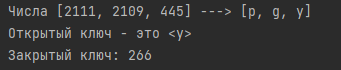 Числа [2111, 2109, 445] ---> [p, g, y]
Открытый ключ - это <y>
Закрытый ключ: 266